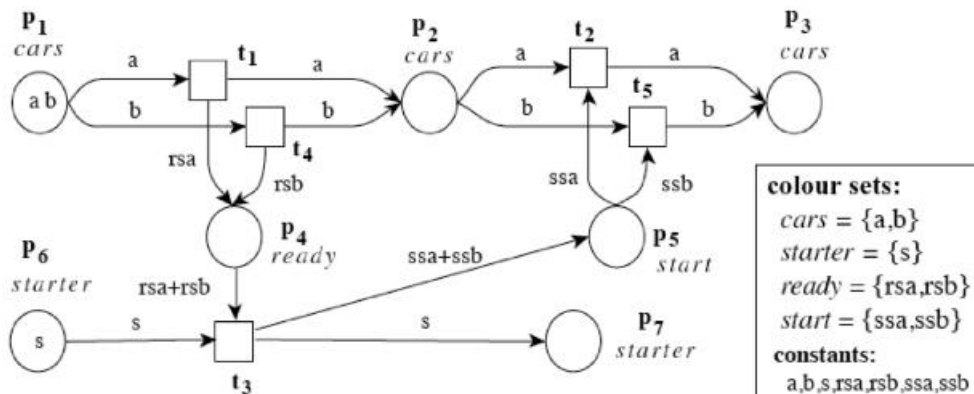 p1
cars
a b
a
b
t1
a
t4
b
rsa
rsb
p2
cars
a
b
t2
a
t5
b
p3
cars
ssa
ssb
p4
ready
p5
start
p6
starter
s
s
rsa+rsb
ssa+ssb
t3
s
p7
starter
colour sets:
cars = {a,b}
starter = {s}
ready = {rsa,rsb}
start = {ssa,ssb}
constants:
a,b,s,rsa,rsb,ssa,ssb